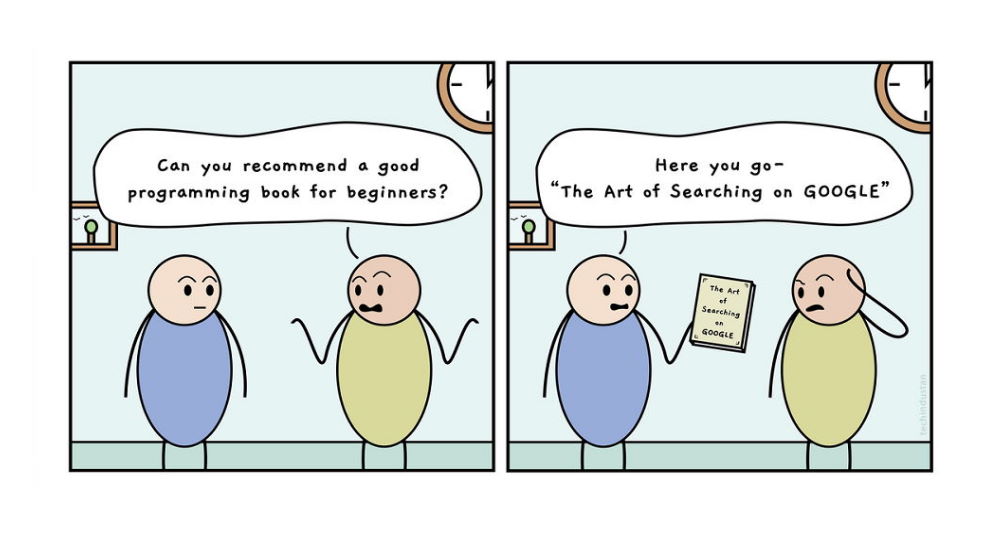 Can you recommend a good
programming book for beginners?
Here you go-
“The Art of Searching on GOOGLE”
The Art
of
Searching
on
GOOGLE
techindustan